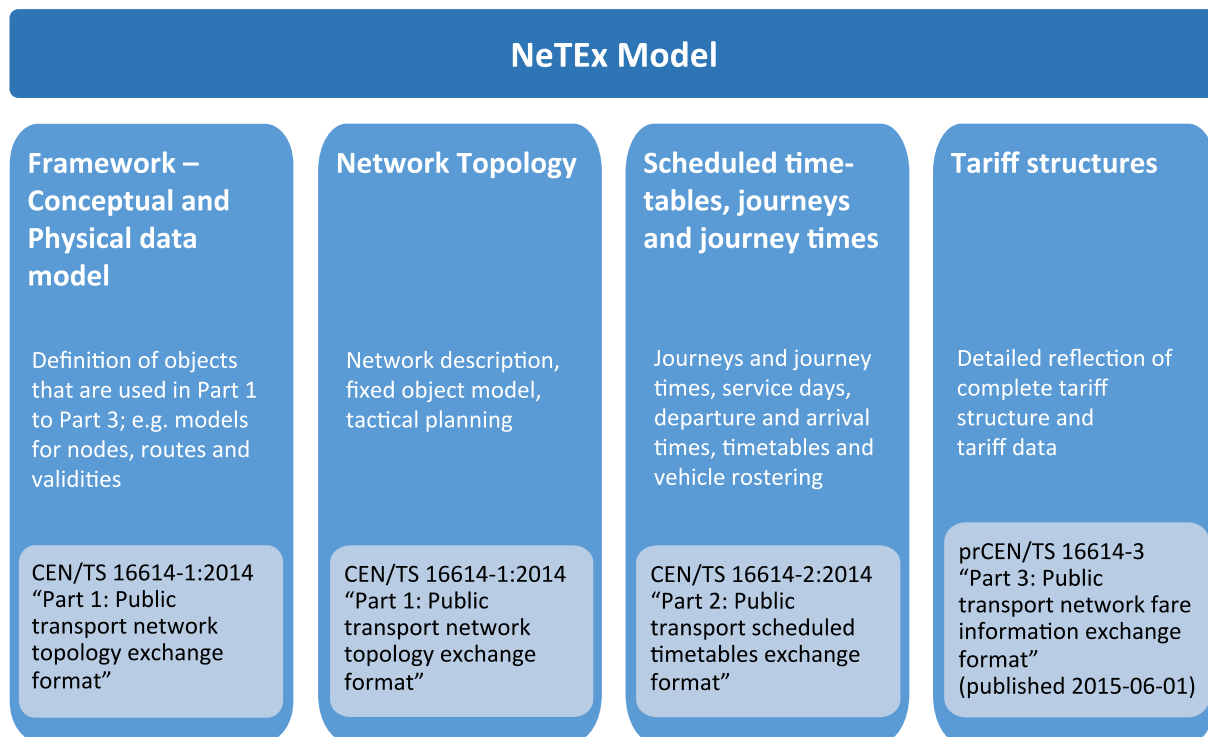 NeTEx Model
Framework –
Conceptual and
Physical data
model
Definition of objects
that are used in Part 1
to Part 3; e.g. models
for nodes, routes and
validities
CEN/TS 16614-1:2014
“Part 1: Public
transport network
topology exchange
format”
Network Topology
Network description,
fixed object model,
tactical planning
CEN/TS 16614-1:2014
“Part 1: Public
transport network
topology exchange
format”
Scheduled time-
tables, journeys
and journey times
Journeys and journey
times, service days,
departure and arrival
times, timetables and
vehicle rostering
CEN/TS 16614-2:2014
“Part 2: Public
transport scheduled
timetables exchange
format”
Tariff structures
Detailed reflection of
complete tariff
structure and
tariff data
prCEN/TS 16614-3
“Part 3: Public
transport network fare
information exchange
format”
(published 2015-06-01)